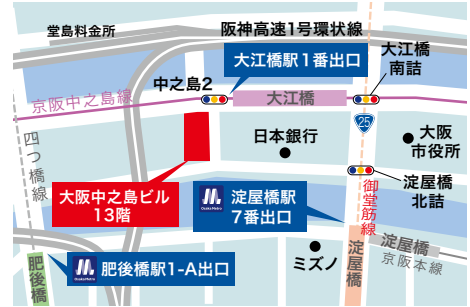 堂島料金所
阪神高速1号環状線
大江橋駅1番出口
大江橋
南詰
中之島2
京阪中之島線
大江橋
25
四つ橋線
日本銀行
大阪
市役所
大阪中之島ビル
13階
Osaka Metro
淀屋橋駅
7番出口
淀屋橋
北詰
御堂筋線
Osaka Metro
肥後橋駅1-A出口
肥後橋
ミズノ
淀屋橋
淀屋橋
京阪本線